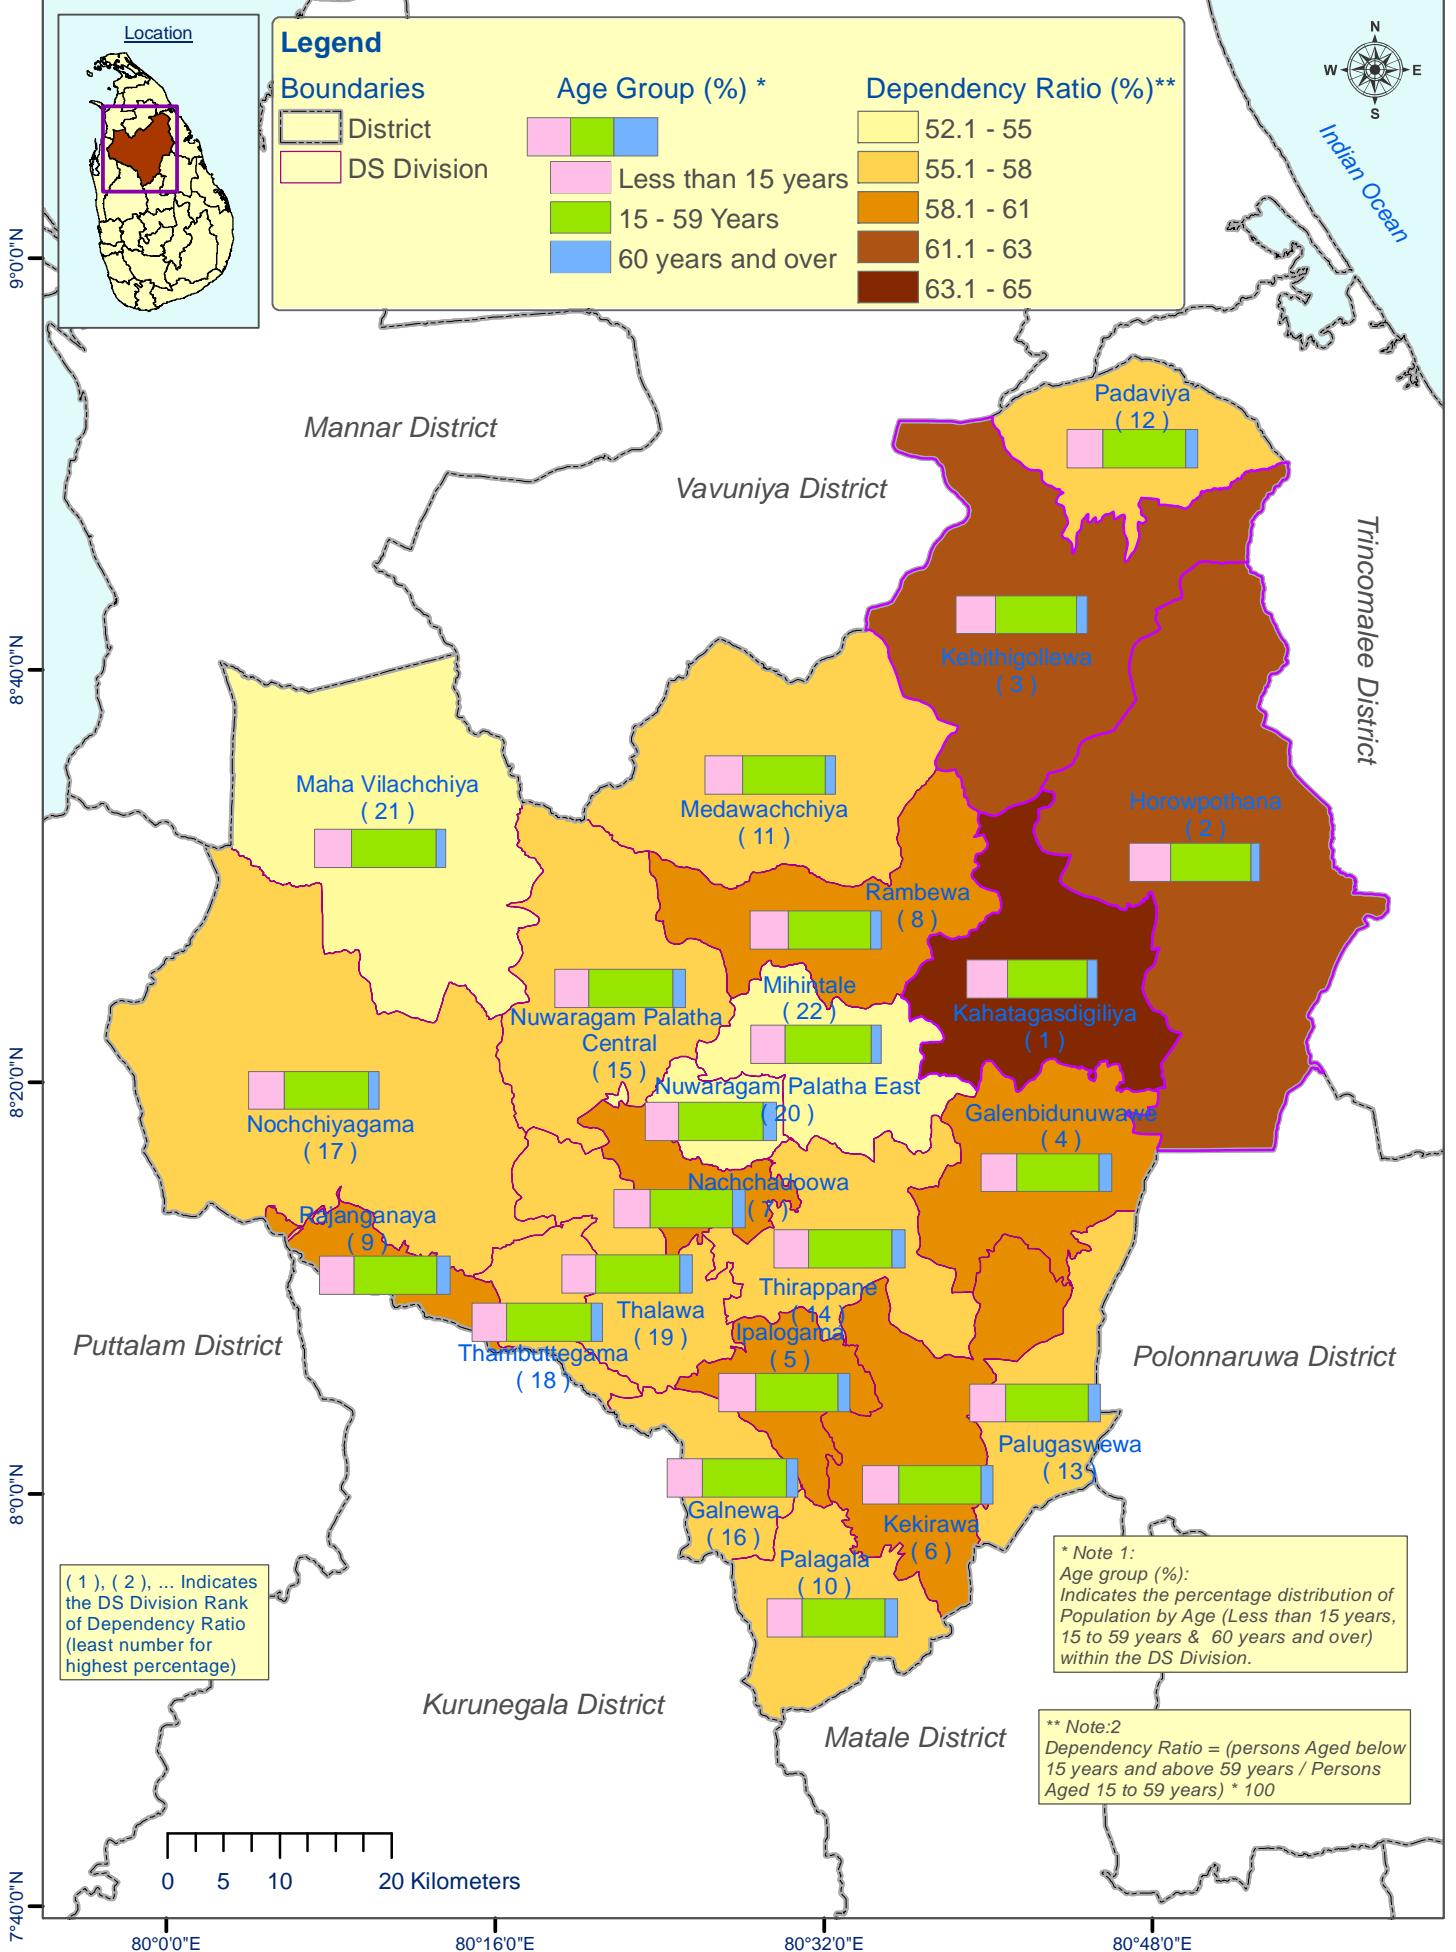 Location
Legend
Boundaries
District
DS Division
Age Group (%) *
Less than 15 years
15 - 59 Years
60 years and over
Dependency Ratio (%)**
52.1 - 55
55.1 - 58
58.1 - 61
61.1 - 63
63.1 - 65
N
W
E
S
Indian Ocean
9°0'0"N
8°40'0"N
8°20'0"N
8°0'0"N
7°40'0"N
Mannar District
Vavuniya District
Trincomalee District
Padaviya
( 12 )
Kebithigollewa
( 3 )
Horowpothana
( 2 )
Maha Vilachchiya
( 21 )
Medawachchiya
( 11 )
Rambewa
( 8 )
Mihintale
( 22 )
Kahatagasdigiliya
( 1 )
Nuwaragam Palatha
Central
( 15 )
Nuwaragam Palatha East
( 20 )
Nochchiyagama
( 17 )
Galenbidunuwawe
( 4 )
Nachchadoowa
( 7 )
Rajanganaya
( 9 )
Thirappane
( 14 )
Thalawa
( 19 )
Ipalogama
( 5 )
Thambuttegama
( 18 )
Puttalam District
Polonnaruwa District
Palugaswewa
( 13 )
Galnewa
( 16 )
Kekirawa
( 6 )
Palagala
( 10 )
( 1 ), ( 2 ), ... Indicates
the DS Division Rank
of Dependency Ratio
(least number for
highest percentage)
* Note 1:
Age group (%):
Indicates the percentage distribution of
Population by Age (Less than 15 years,
15 to 59 years & 60 years and over)
within the DS Division.
Kurunegala District
Matale District
** Note:2
Dependency Ratio = (persons Aged below
15 years and above 59 years / Persons
Aged 15 to 59 years) * 100
0 5 10 20 Kilometers
80°0'0"E
80°16'0"E
80°32'0"E
80°48'0"E